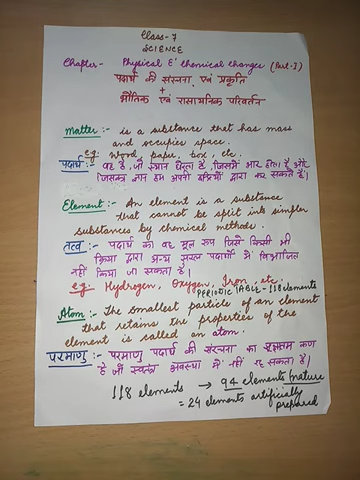 Class-7
SCIENCE
Chapter- Physical & Chemical changes (Part-I)
पदार्थ की संरचना एवं प्रकृति
+
भौतिक एवं रासायनिक परिवर्तन
Matter:- is a substance that has mass
and occupies space.
eg: Wood, paper, box, etc.
पदार्थ:- वह है, जो स्थान घेरता है, जिसमें भार होता है और
जिसका ज्ञान हम अपनी इंद्रियों द्वारा कर सकते हैं।
Element:- An element is a substance
that cannot be split into simpler
substances by chemical methods.
तत्व:- पदार्थ का वह मूल रूप जिसे किसी भी
क्रिया द्वारा अन्य सरल पदार्थों में विभाजित
नहीं किया जा सकता है।
eg: Hydrogen, Oxygen, Iron, etc.
PERIODIC TABLE - 118 elements
Atom:- The smallest particle of an element
that retains the properties of the
element is called an atom.
परमाणु:- परमाणु पदार्थ की संरचना का सूक्ष्मतम कण
है जो स्वतंत्र अवस्था में नहीं रह सकता है।
118 elements → 94 elements (nature
= 24 elements artificially
prepared